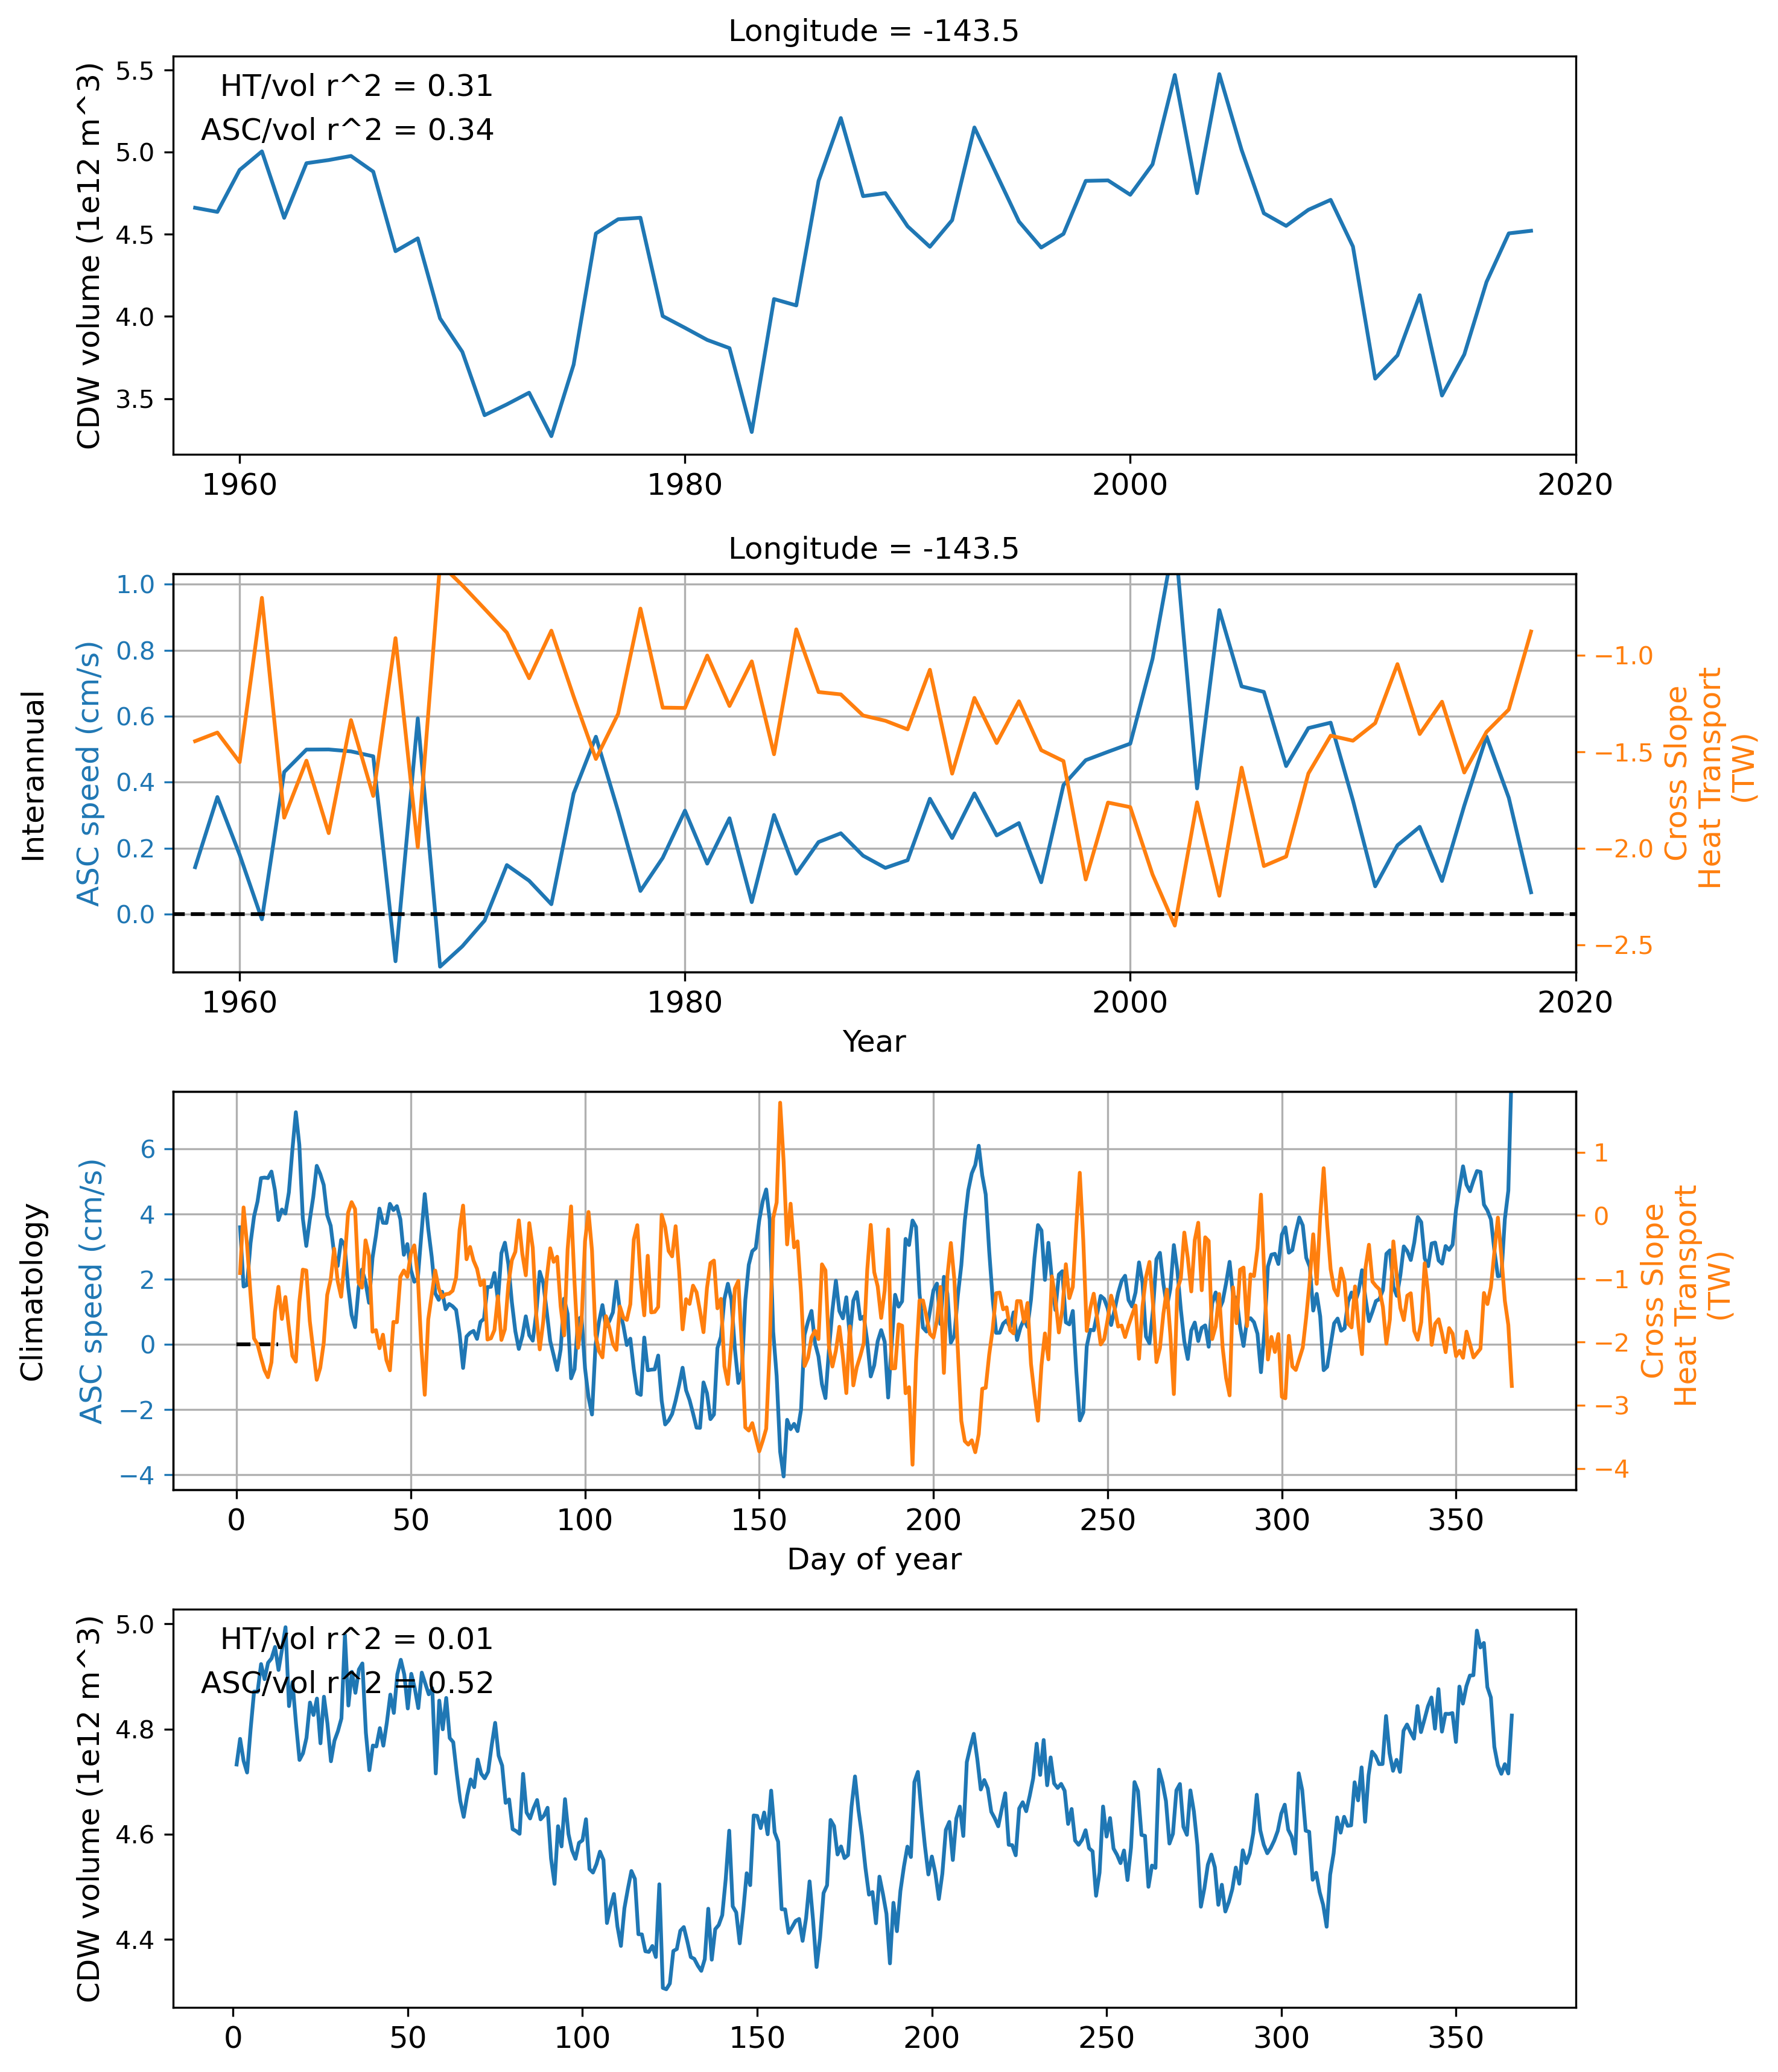 Longitude = -143.5
HT/vol r^2 = 0.31
ASC/vol r^2 = 0.34
CDW volume (1e12 m^3)
5.5
5.0
4.5
4.0
3.5
1960
1980
2000
2020
Longitude = -143.5
Interannual
ASC speed (cm/s)
1.0
0.8
0.6
0.4
0.2
0.0
−1.0
−1.5
−2.0
−2.5
Cross Slope
Heat Transport
(TW)
1960
1980
2000
2020
Year
Climatology
ASC speed (cm/s)
6
4
2
0
−2
−4
1
0
−1
−2
−3
−4
Cross Slope
Heat Transport
(TW)
0
50
100
150
200
250
300
350
Day of year
HT/vol r^2 = 0.01
ASC/vol r^2 = 0.52
CDW volume (1e12 m^3)
5.0
4.8
4.6
4.4
0
50
100
150
200
250
300
350